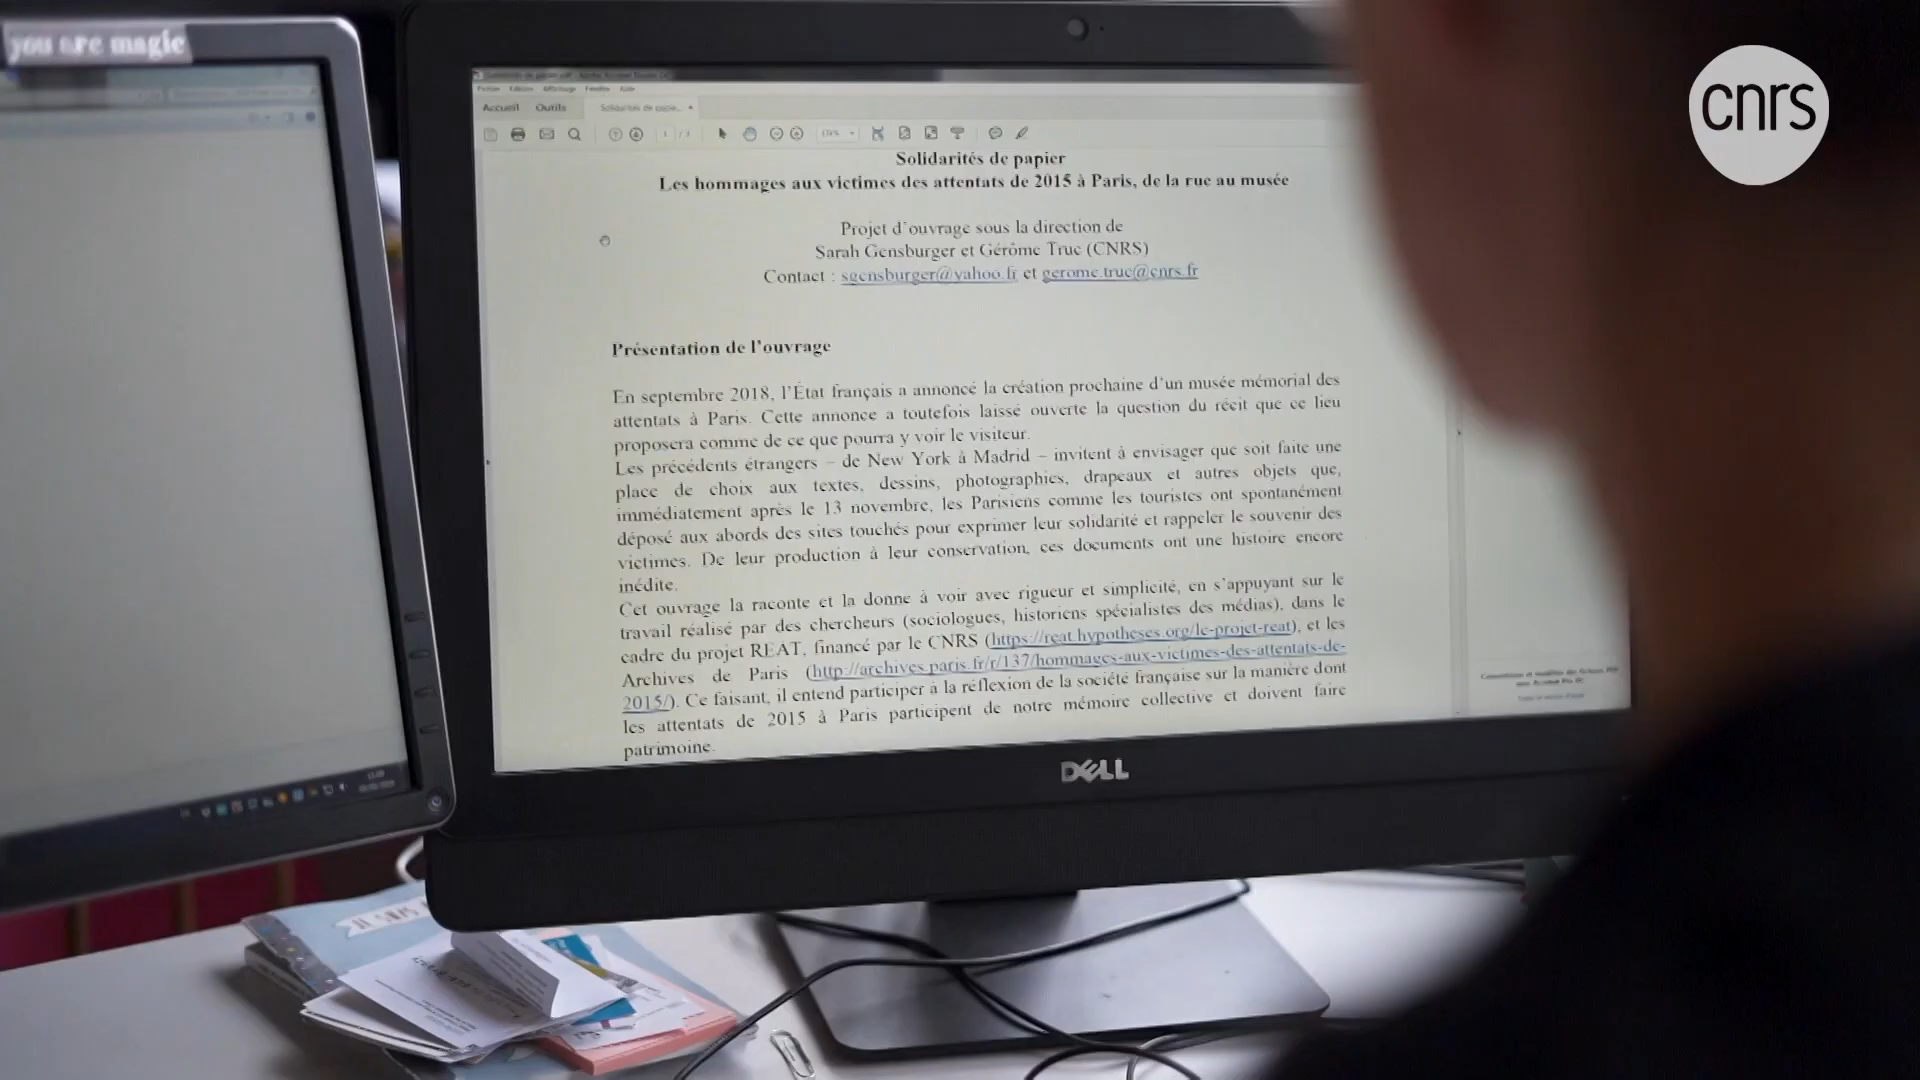 you are magic
cnrs
Accueil Outils Solidarités de papie...
Solidarités de papier
Les hommages aux victimes des attentats de 2015 à Paris, de la rue au musée
Projet d'ouvrage sous la direction de
Sarah Gensburger et Gérôme Truc (CNRS)
Contact : sgensburger@yahoo.fr et gerome.truc@cnrs.fr
Présentation de l'ouvrage
En septembre 2018, l'État français a annoncé la création prochaine d'un musée mémorial des
attentats à Paris. Cette annonce a toutefois laissé ouverte la question du récit que ce lieu
proposera comme de ce que pourra y voir le visiteur.
Les précédents étrangers – de New York à Madrid – invitent à envisager que soit faite une
place de choix aux textes, dessins, photographies, drapeaux et autres objets que,
immédiatement après le 13 novembre, les Parisiens comme les touristes ont spontanément
déposé aux abords des sites touchés pour exprimer leur solidarité et rappeler le souvenir des
victimes. De leur production à leur conservation, ces documents ont une histoire encore
inédite.
Cet ouvrage la raconte et la donne à voir avec rigueur et simplicité, en s'appuyant sur le
travail réalisé par des chercheurs (sociologues, historiens spécialistes des médias), dans le
cadre du projet REAT, financé par le CNRS (https://reat.hypotheses.org/le-projet-reat), et les
Archives de Paris (http://archives.paris.fr/r/137/hommages-aux-victimes-des-attentats-de-
2015/). Ce faisant, il entend participer à la réflexion de la société française sur la manière dont
les attentats de 2015 à Paris participent de notre mémoire collective et doivent faire
patrimoine.
DELL